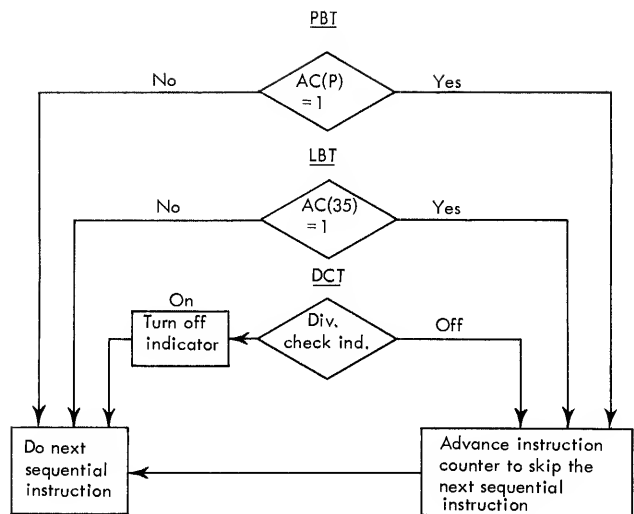 PBT
No
AC(P)
= 1
Yes
LBT
No
AC(35)
= 1
Yes
DCT
On
Turn off
indicator
Div.
check ind.
Off
Do next
sequential
instruction
Advance instruction
counter to skip the
next sequential
instruction